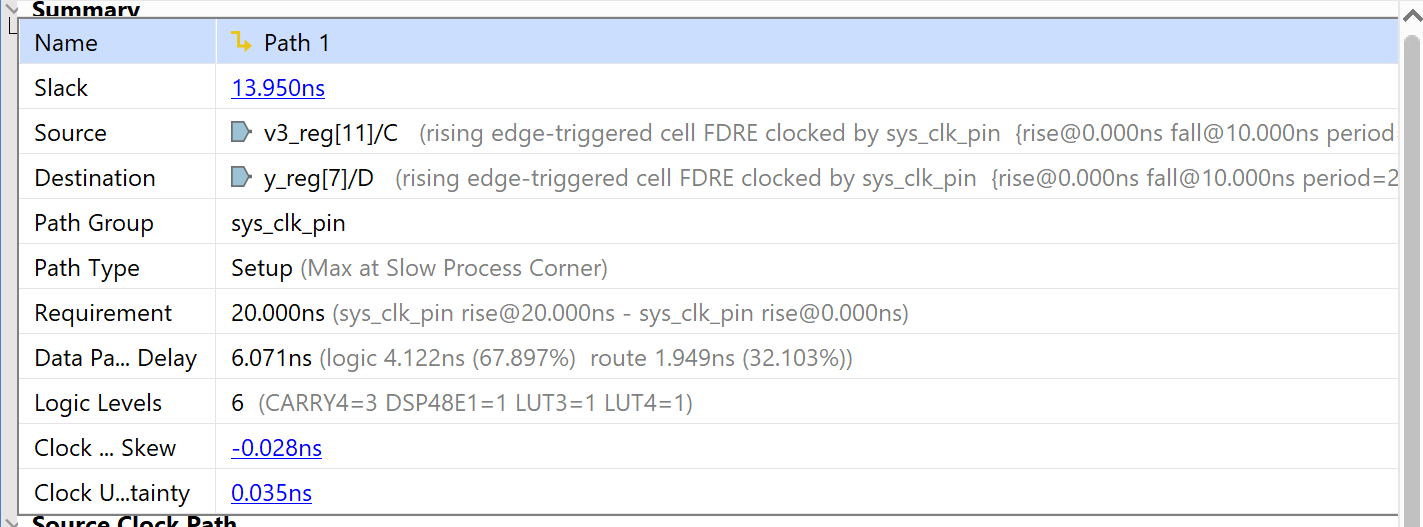 Summary
Name Path 1
Slack 13.950ns
Source v3_reg[11]/C (rising edge-triggered cell FDRE clocked by sys_clk_pin {rise@0.000ns fall@10.000ns period=
Destination y_reg[7]/D (rising edge-triggered cell FDRE clocked by sys_clk_pin {rise@0.000ns fall@10.000ns period=2
Path Group sys_clk_pin
Path Type Setup (Max at Slow Process Corner)
Requirement 20.000ns (sys_clk_pin rise@20.000ns - sys_clk_pin rise@0.000ns)
Data Pa... Delay 6.071ns (logic 4.122ns (67.897%) route 1.949ns (32.103%))
Logic Levels 6 (CARRY4=3 DSP48E1=1 LUT3=1 LUT4=1)
Clock ... Skew -0.028ns
Clock U...tainty 0.035ns
Source Clock Path